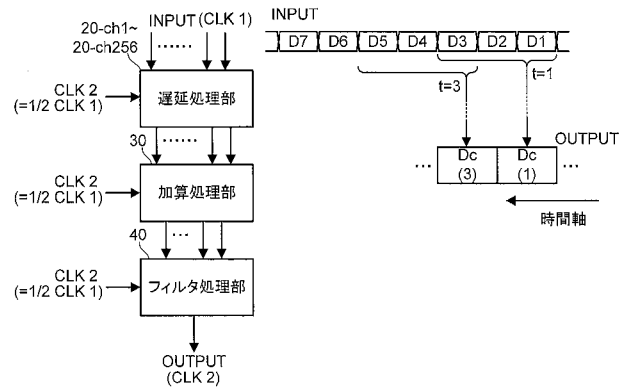 20-ch1~
20-ch256
INPUT (CLK 1)
CLK 2
(=1/2 CLK 1)
遅延処理部
30
CLK 2
(=1/2 CLK 1)
加算処理部
40
CLK 2
(=1/2 CLK 1)
フィルタ処理部
OUTPUT
(CLK 2)
INPUT
D7 D6 D5 D4 D3 D2 D1
t=3
t=1
OUTPUT
… Dc (3) Dc (1) …
時間軸